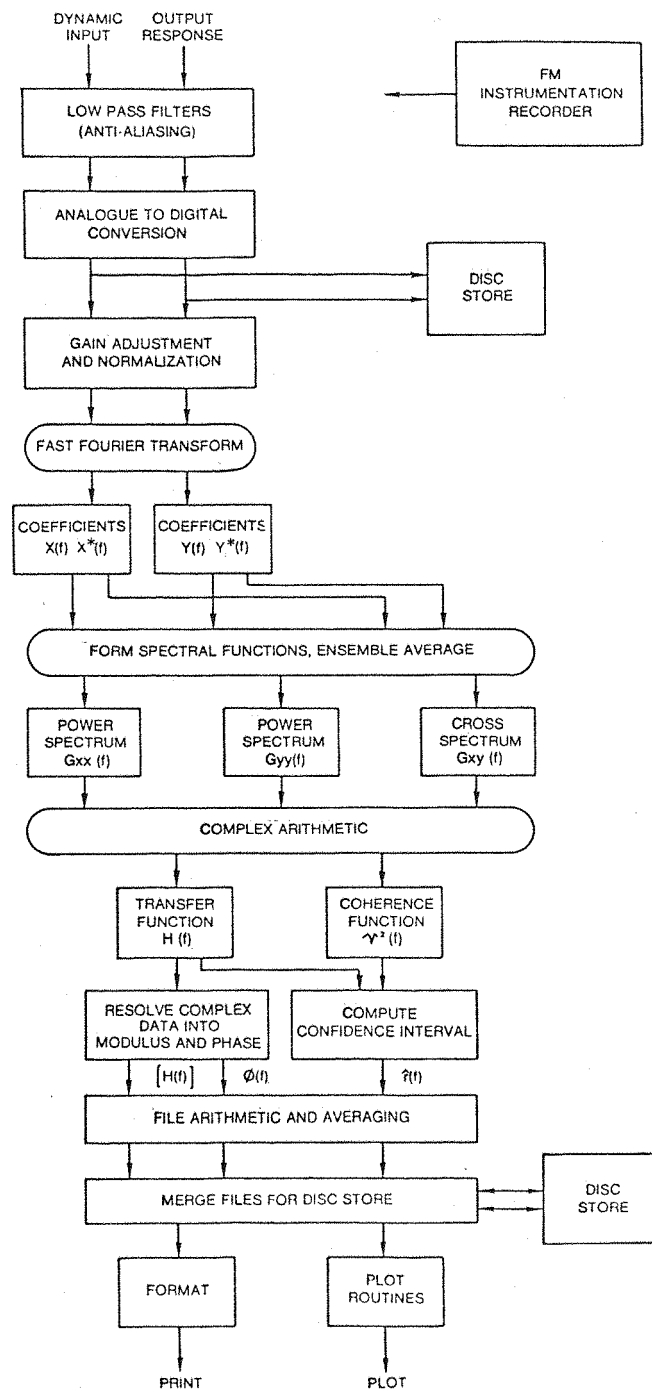 DYNAMIC INPUT
OUTPUT RESPONSE
FM
INSTRUMENTATION
RECORDER
LOW PASS FILTERS
(ANTI-ALIASING)
ANALOGUE TO DIGITAL
CONVERSION
DISC
STORE
GAIN ADJUSTMENT
AND NORMALIZATION
FAST FOURIER TRANSFORM
COEFFICIENTS
X(f) X*(f)
COEFFICIENTS
Y(f) Y*(f)
FORM SPECTRAL FUNCTIONS, ENSEMBLE AVERAGE
POWER
SPECTRUM
Gxx (f)
POWER
SPECTRUM
Gyy(f)
CROSS
SPECTRUM
Gxy (f)
COMPLEX ARITHMETIC
TRANSFER
FUNCTION
H (f)
COHERENCE
FUNCTION
γ² (f)
RESOLVE COMPLEX
DATA INTO
MODULUS AND PHASE
COMPUTE
CONFIDENCE INTERVAL
[H(f)]
Ø(f)
r̂(f)
FILE ARITHMETIC AND AVERAGING
MERGE FILES FOR DISC STORE
DISC
STORE
FORMAT
PLOT
ROUTINES
PRINT
PLOT